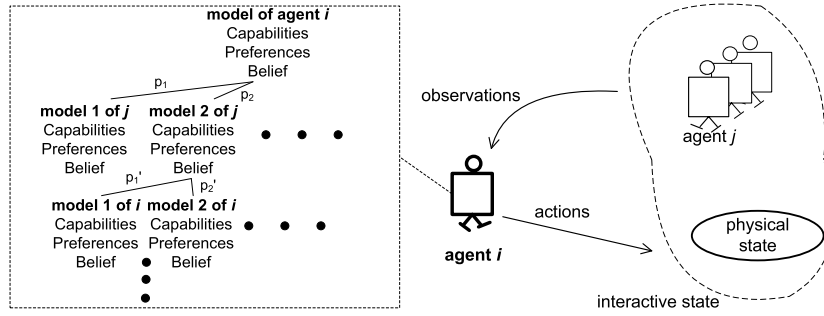 model of agent i
Capabilities
Preferences
Belief
p1 p2
model 1 of j model 2 of j
Capabilities Capabilities
Preferences Preferences
Belief Belief
p1' p2'
model 1 of i model 2 of i
Capabilities Capabilities
Preferences Preferences
Belief Belief
observations
agent i
actions
agent j
physical
state
interactive state